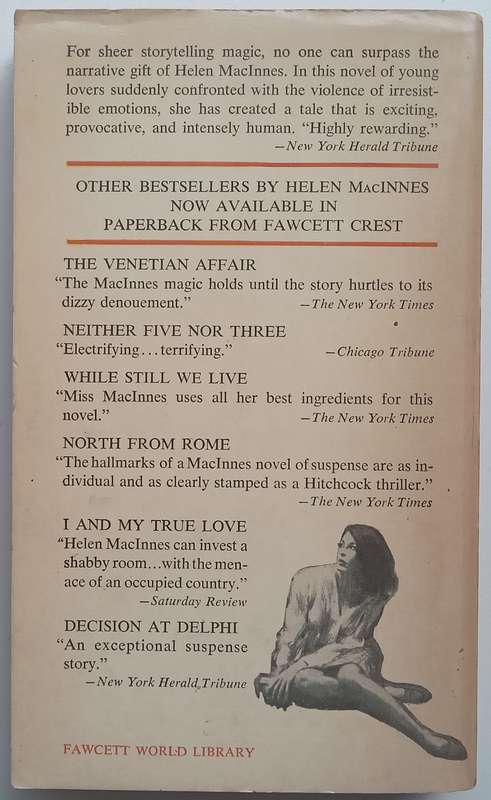 For sheer storytelling magic, no one can surpass the
narrative gift of Helen MacInnes. In this novel of young
lovers suddenly confronted with the violence of irresist-
ible emotions, she has created a tale that is exciting,
provocative, and intensely human. “Highly rewarding.”
—New York Herald Tribune
OTHER BESTSELLERS BY HELEN MacINNES
NOW AVAILABLE IN
PAPERBACK FROM FAWCETT CREST
THE VENETIAN AFFAIR
“The MacInnes magic holds until the story hurtles to its
dizzy denouement.” —The New York Times
NEITHER FIVE NOR THREE
“Electrifying...terrifying.” —Chicago Tribune
WHILE STILL WE LIVE
“Miss MacInnes uses all her best ingredients for this
novel.” —The New York Times
NORTH FROM ROME
“The hallmarks of a MacInnes novel of suspense are as in-
dividual and as clearly stamped as a Hitchcock thriller.”
—The New York Times
I AND MY TRUE LOVE
“Helen MacInnes can invest a
shabby room...with the men-
ace of an occupied country.”
—Saturday Review
DECISION AT DELPHI
“An exceptional suspense
story.”
—New York Herald Tribune
FAWCETT WORLD LIBRARY